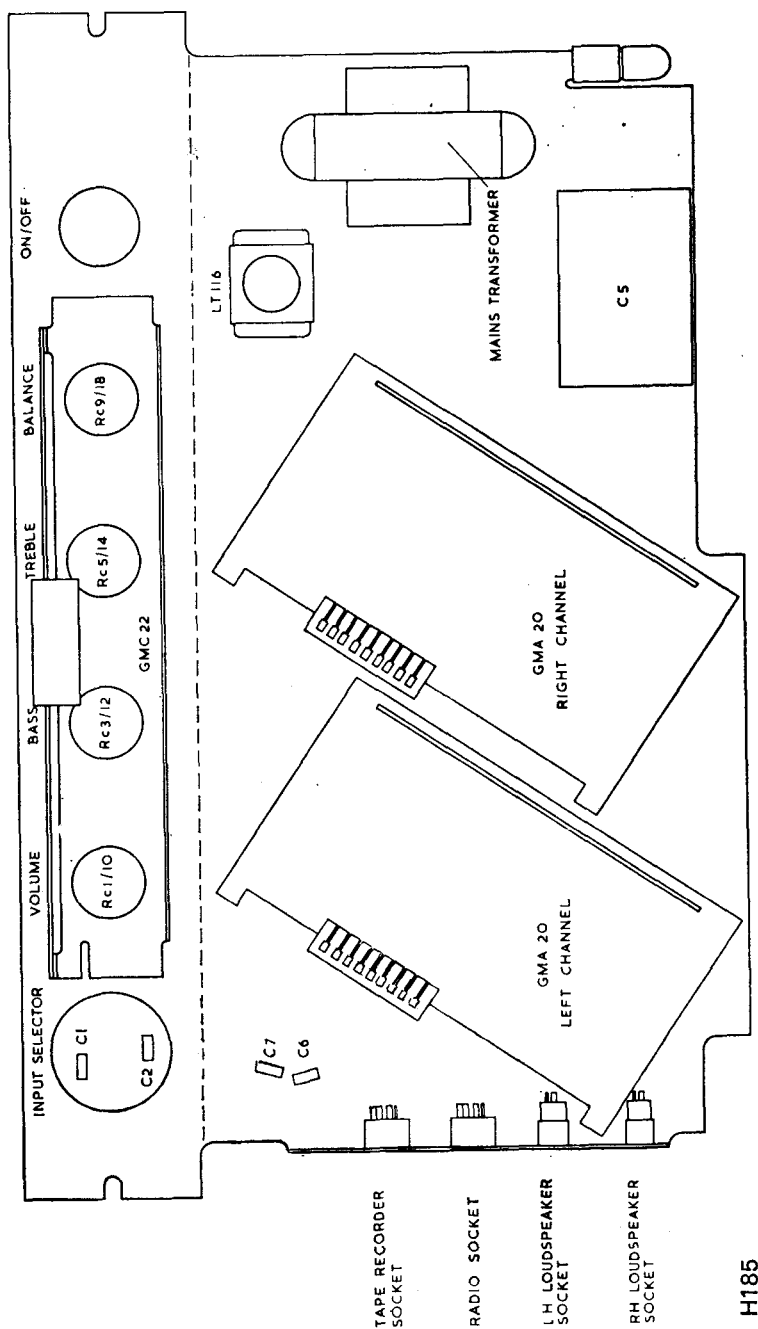 INPUT SELECTOR
VOLUME
BASS
TREBLE
BALANCE
ON/OFF
C1
C2
Rc1/10
Rc3/12
Rc5/14
Rc9/18
GMC 22
LT116
MAINS TRANSFORMER
C5
C7
C6
GMA 20
LEFT CHANNEL
GMA 20
RIGHT CHANNEL
TAPE RECORDER
SOCKET
RADIO SOCKET
LH LOUDSPEAKER
SOCKET
RH LOUDSPEAKER
SOCKET
H185